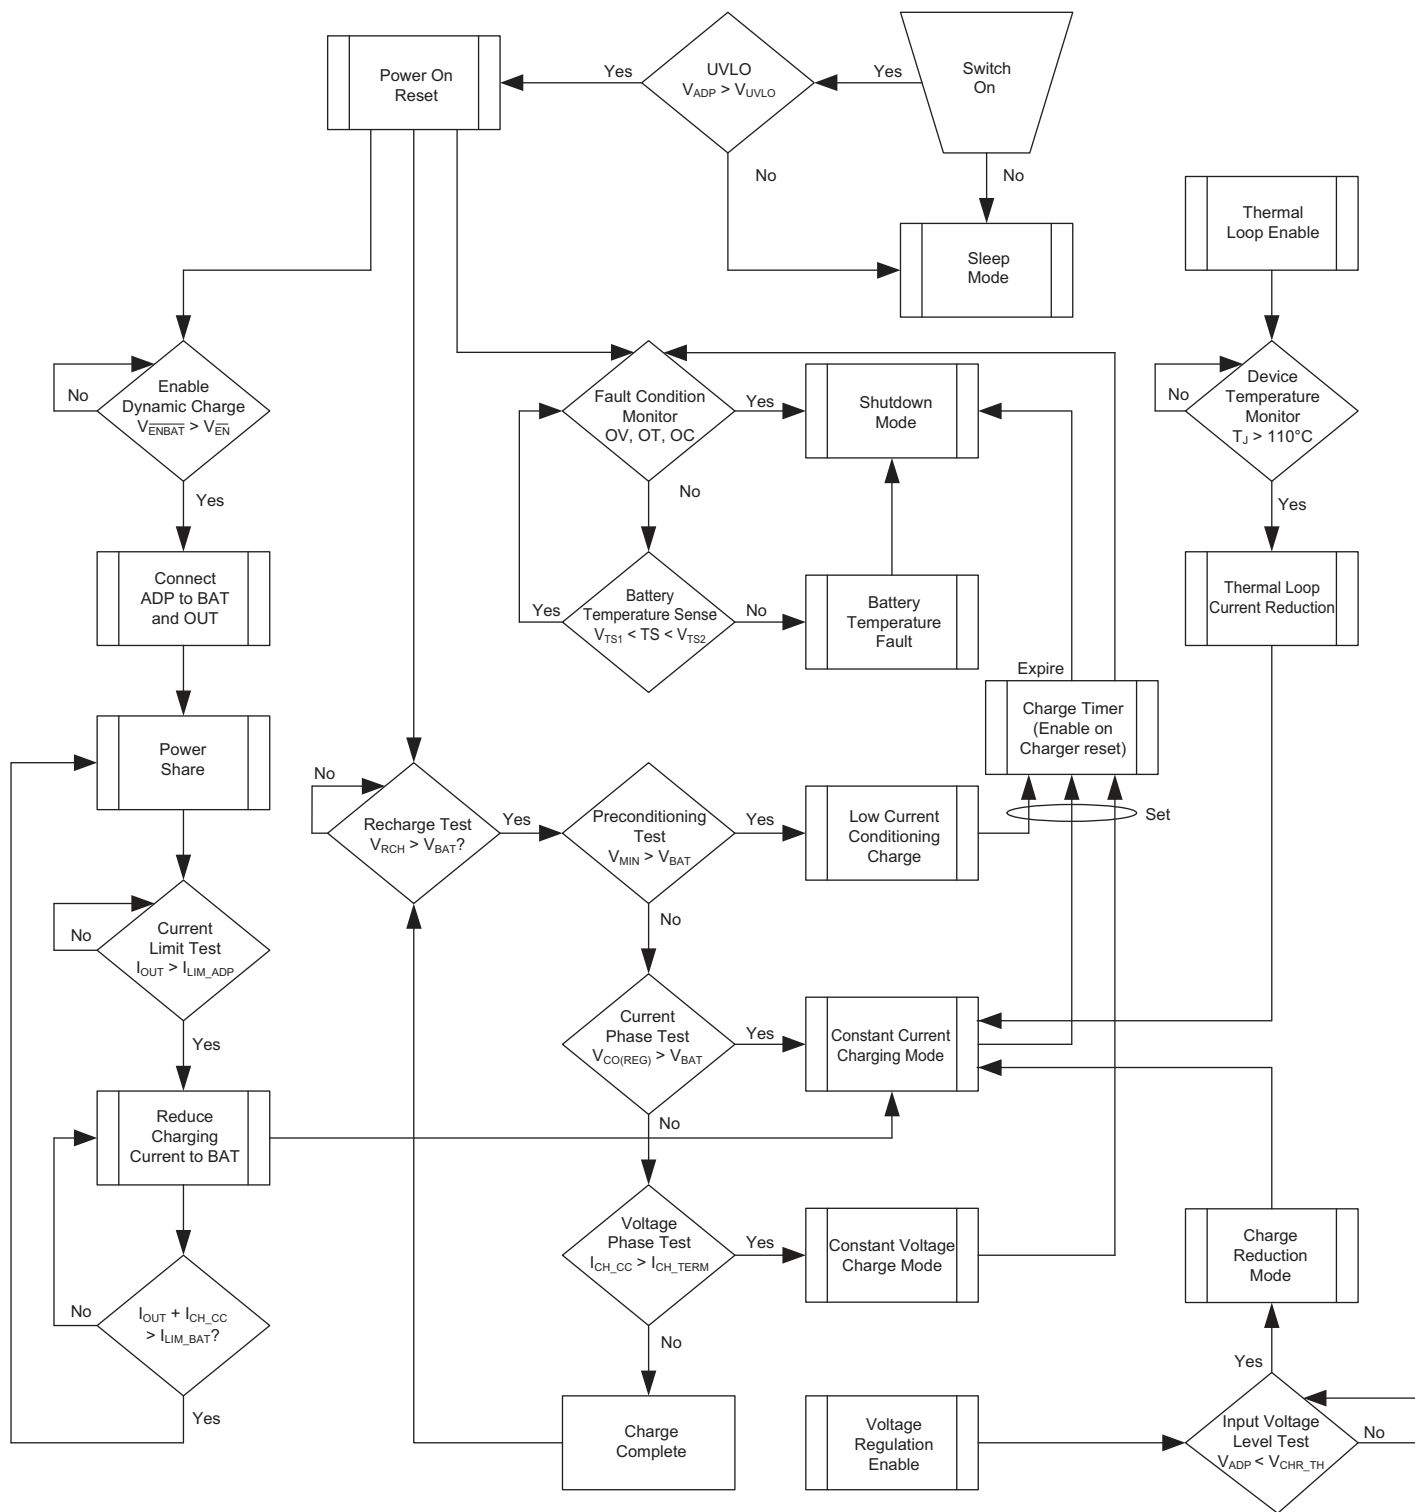 Power On
Reset
Yes
UVLO
V_ADP > V_UVLO
Yes
Switch
On
No
No
Sleep
Mode
Thermal
Loop Enable
No
Enable
Dynamic Charge
V_E̅N̅B̅A̅T̅ > V_E̅N̅
Yes
Fault Condition
Monitor
OV, OT, OC
Yes
Shutdown
Mode
No
Device
Temperature
Monitor
T_J > 110°C
Yes
No
Connect
ADP to BAT
and OUT
Yes
Battery
Temperature Sense
V_TS1 < TS < V_TS2
No
Battery
Temperature
Fault
Thermal Loop
Current Reduction
Expire
Charge Timer
(Enable on
Charger reset)
Set
Power
Share
No
Recharge Test
V_RCH > V_BAT?
Yes
Preconditioning
Test
V_MIN > V_BAT
Yes
Low Current
Conditioning
Charge
No
No
Current
Limit Test
I_OUT > I_LIM_ADP
Yes
Current
Phase Test
V_CO(REG) > V_BAT
Yes
Constant Current
Charging Mode
No
Reduce
Charging
Current to BAT
Voltage
Phase Test
I_CH_CC > I_CH_TERM
Yes
Constant Voltage
Charge Mode
Charge
Reduction
Mode
No
I_OUT + I_CH_CC
> I_LIM_BAT?
Yes
No
Charge
Complete
Voltage
Regulation
Enable
Yes
Input Voltage
Level Test
V_ADP < V_CHR_TH
No